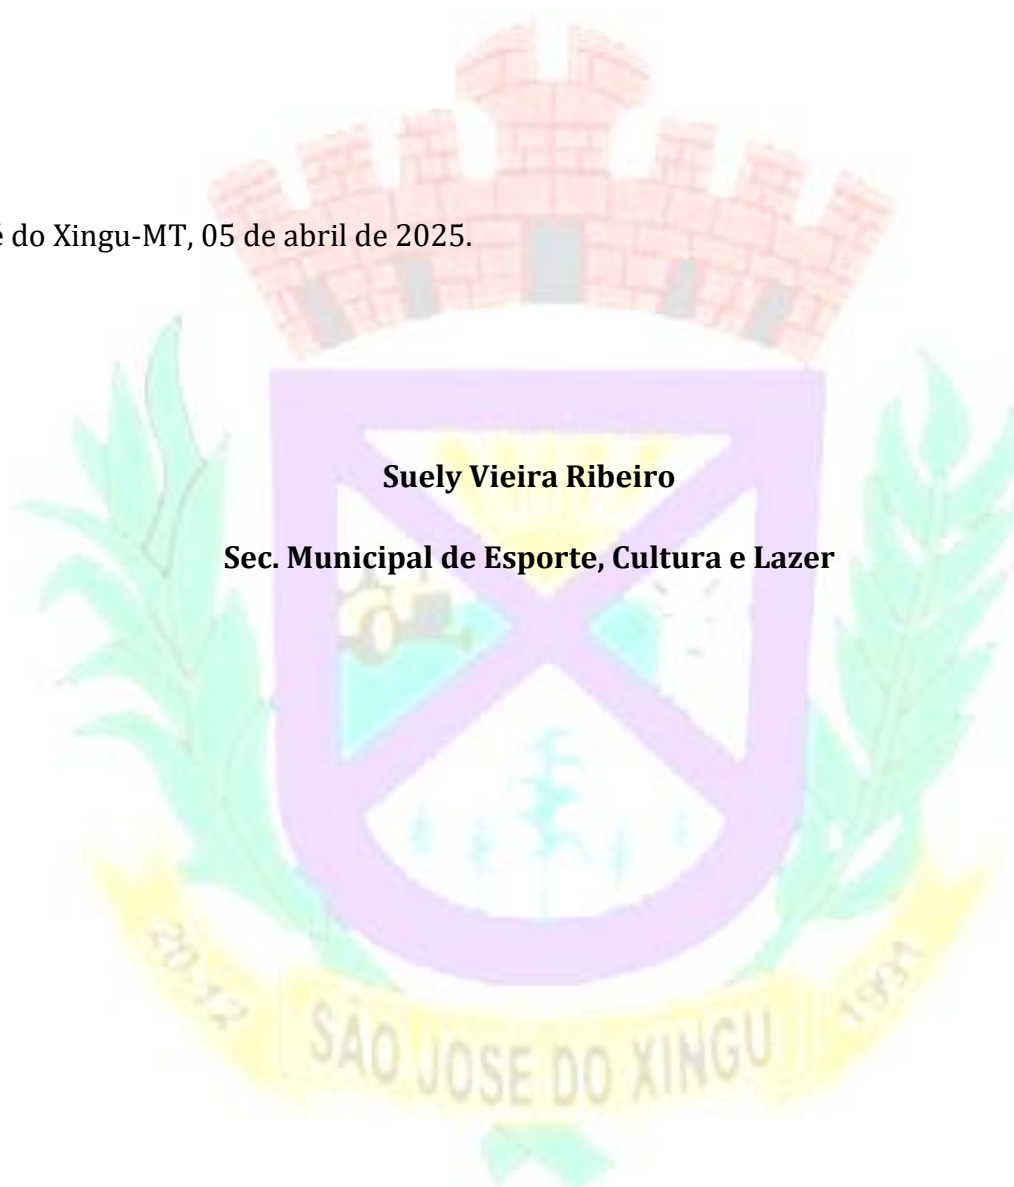 é do Xingu-MT, 05 de abril de 2025.
Suely Vieira Ribeiro
Sec. Municipal de Esporte, Cultura e Lazer
20-12
SÃO JOSE DO XINGU
1991